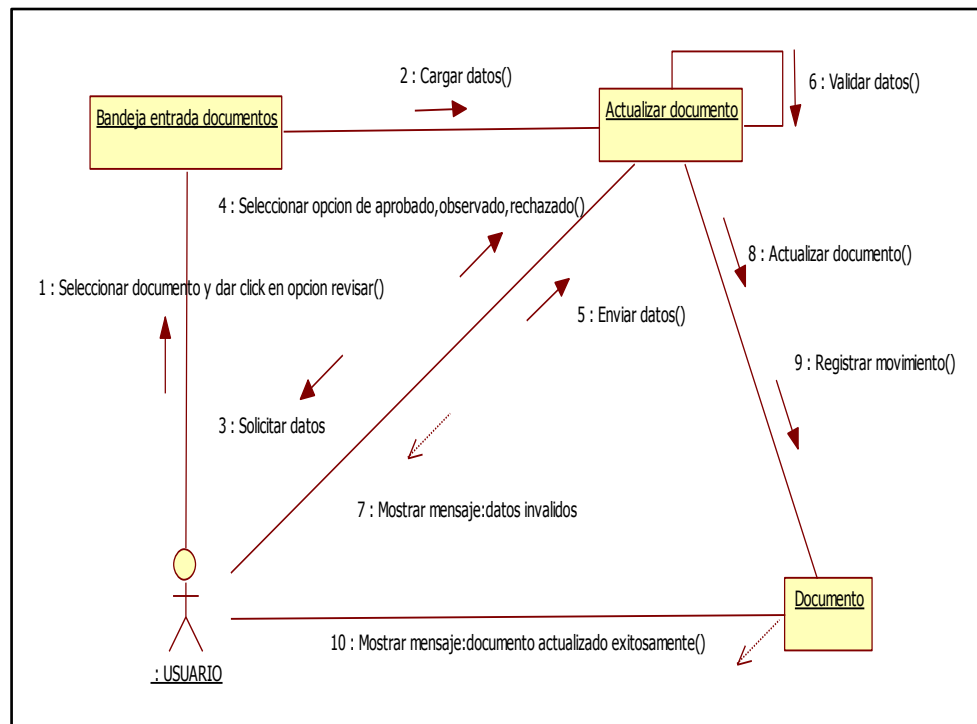 2 : Cargar datos()
6 : Validar datos()
Bandeja entrada documentos
Actualizar documento
4 : Seleccionar opcion de aprobado,observado,rechazado()
8 : Actualizar documento()
1 : Seleccionar documento y dar click en opcion revisar()
5 : Enviar datos()
9 : Registrar movimiento()
3 : Solicitar datos
7 : Mostrar mensaje:datos invalidos
Documento
10 : Mostrar mensaje:documento actualizado exitosamente()
: USUARIO